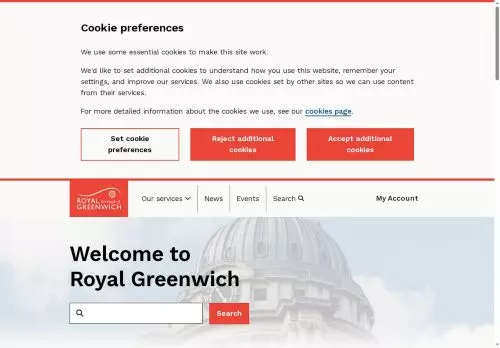 Cookie preferences
We use some essential cookies to make this site work.
We'd like to set additional cookies to understand how you use this website, remember your
settings, and improve our services. We also use cookies set by other sites so we can use content
from their services.
For more detailed information about the cookies we use, see our cookies page.
Set cookie
preferences
Reject additional
cookies
Accept additional
cookies
ROYAL borough of
GREENWICH
Our services
News
Events
Search
My Account
Welcome to
Royal Greenwich
Search